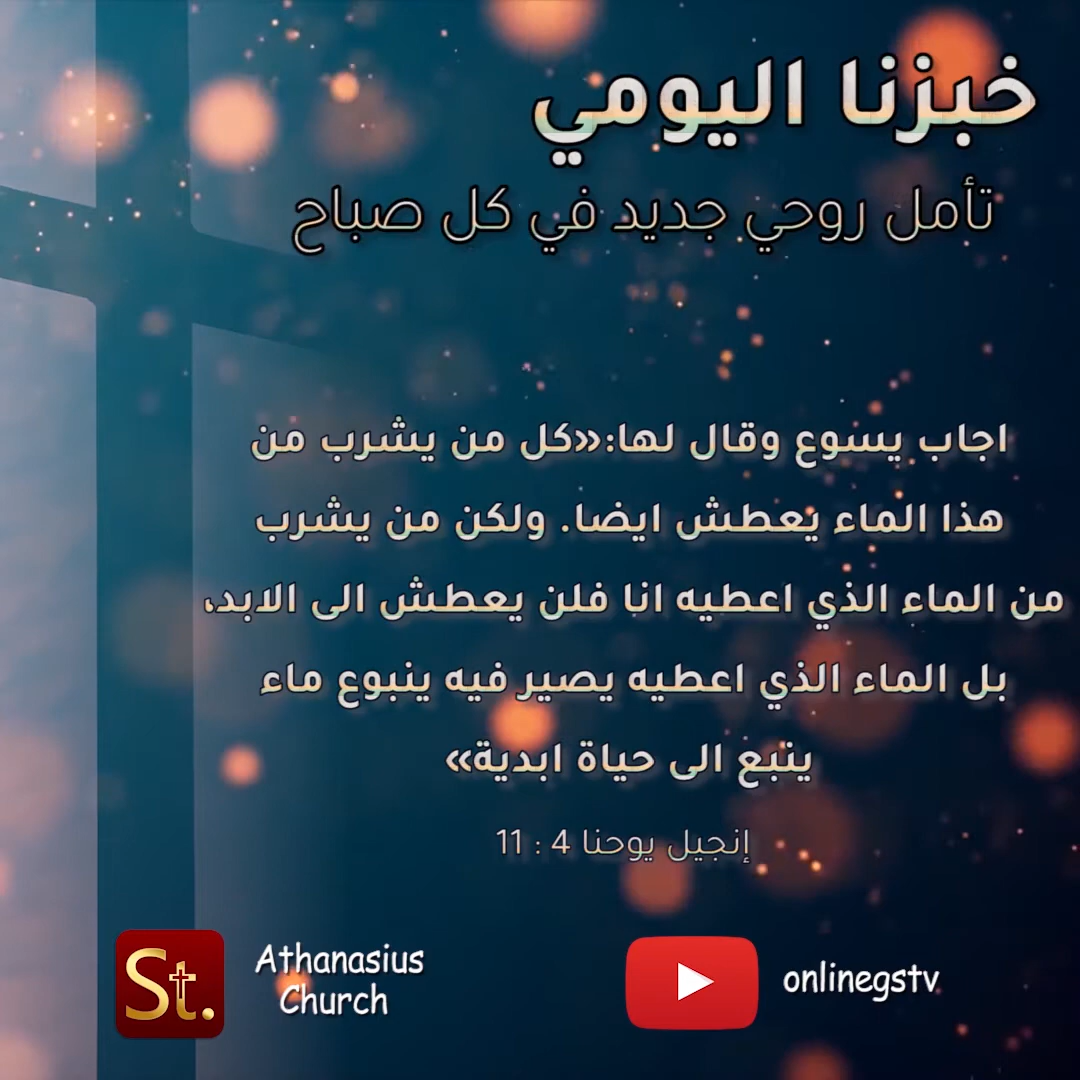 خبزنا اليومي
تأمل روحي جديد في كل صباح
اجاب يسوع وقال لها:«كل من يشرب من
هذا الماء يعطش ايضا. ولكن من يشرب
من الماء الذي اعطيه انا فلن يعطش الى الابد،
بل الماء الذي اعطيه يصير فيه ينبوع ماء
ينبع الى حياة ابدية»
إنجيل يوحنا 4 : 11
St.
Athanasius
Church
onlinegstv